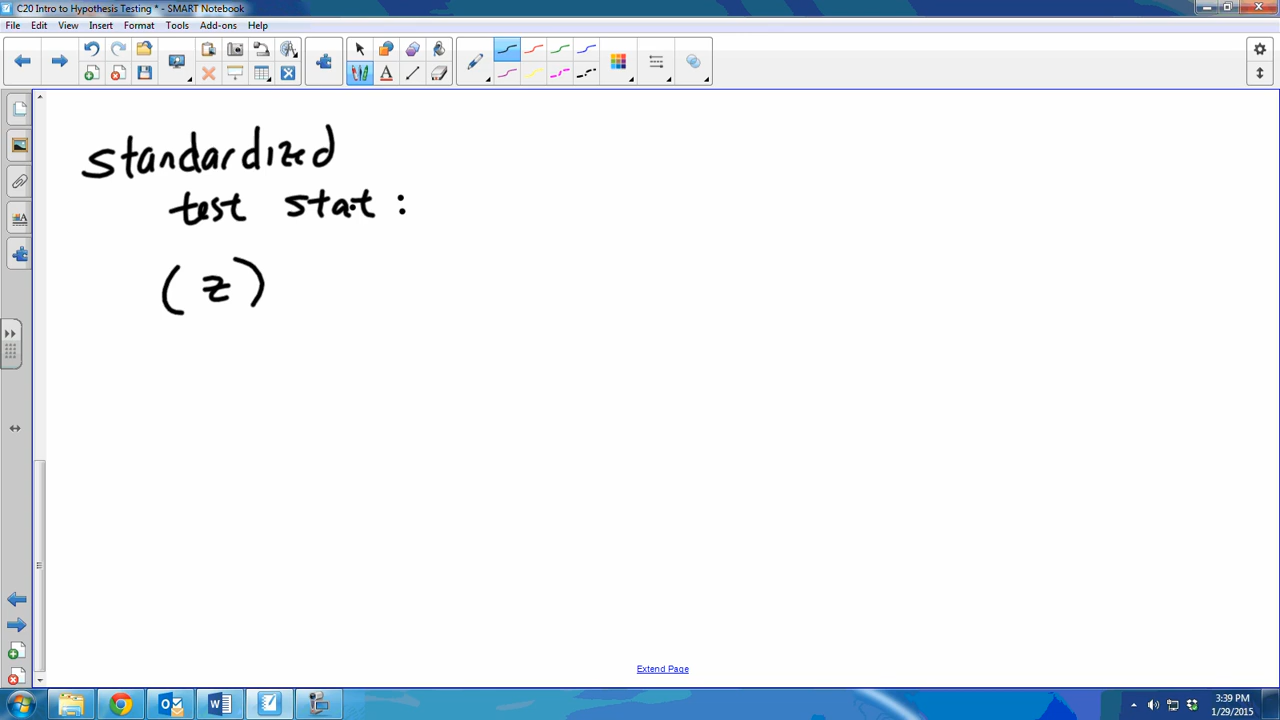 C20 Intro to Hypothesis Testing * - SMART Notebook
File Edit View Insert Format Tools Add-ons Help
standardized
test stat :
( z )
Extend Page
3:39 PM
1/29/2015